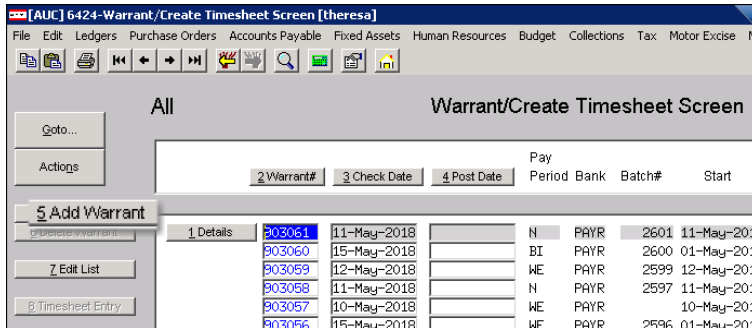 [AUC] 6424-Warrant/Create Timesheet Screen [theresa]
File Edit Ledgers Purchase Orders Accounts Payable Fixed Assets Human Resources Budget Collections Tax Motor Excise
All Warrant/Create Timesheet Screen
Goto...
Actions
Pay
2 Warrant# 3 Check Date 4 Post Date Period Bank Batch# Start
5 Add Warrant
6 Delete Warrant 1 Details 903061 11-May-2018 N PAYR 2601 11-May-201
903060 15-May-2018 BI PAYR 2600 01-May-201
7 Edit List 903059 12-May-2018 WE PAYR 2599 12-May-201
903058 11-May-2018 N PAYR 2597 11-May-201
8 Timesheet Entry 903057 10-May-2018 WE PAYR 10-May-201
903056 15-May-2018 WE PAYR 2596 01-May-201